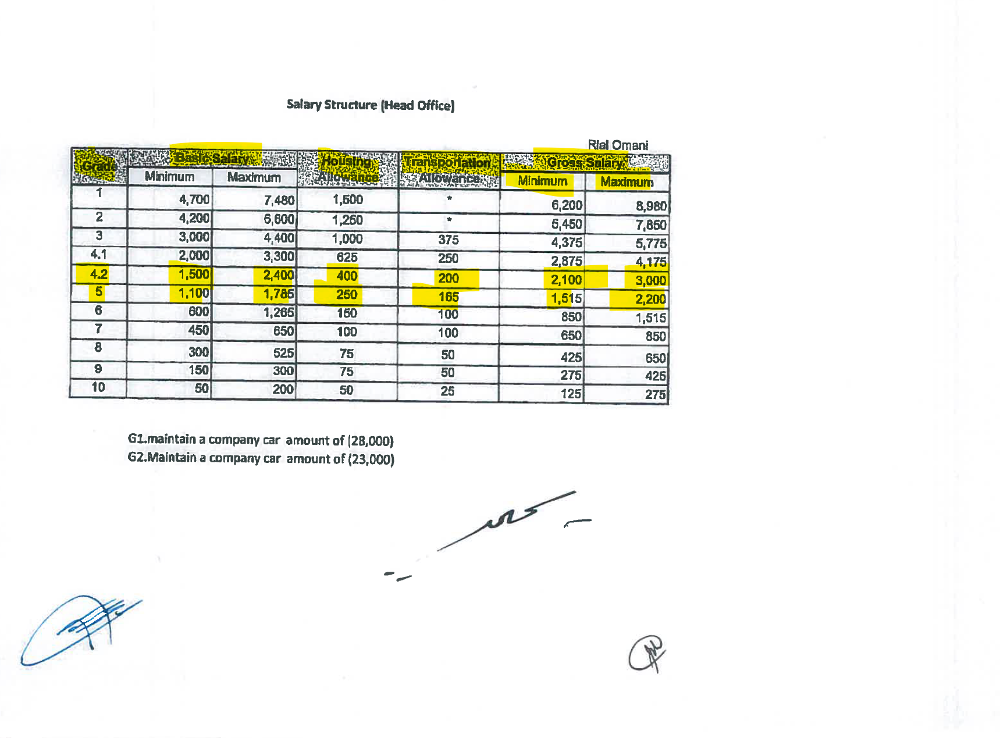 Salary Structure (Head Office)
Rial Omani
Grade Basic Salary Housing Allowance Transportation Allowance Gross Salary
Minimum Maximum Minimum Maximum
1 4,700 7,480 1,500 * 6,200 8,980
2 4,200 6,600 1,250 * 5,450 7,850
3 3,000 4,400 1,000 375 4,375 5,775
4.1 2,000 3,300 625 250 2,875 4,175
4.2 1,500 2,400 400 200 2,100 3,000
5 1,100 1,785 250 165 1,515 2,200
6 600 1,265 150 100 850 1,515
7 450 650 100 100 650 850
8 300 525 75 50 425 650
9 150 300 75 50 275 425
10 50 200 50 25 125 275
G1.maintain a company car amount of (28,000)
G2.Maintain a company car amount of (23,000)